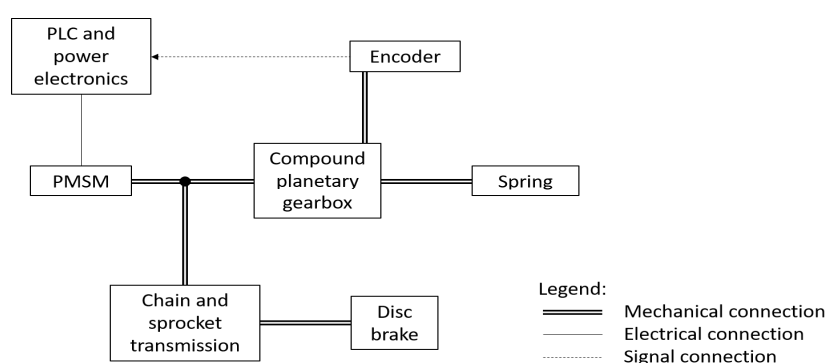 PLC and
power
electronics
Encoder
PMSM
Compound
planetary
gearbox
Spring
Chain and
sprocket
transmission
Disc
brake
Legend:
Mechanical connection
Electrical connection
Signal connection